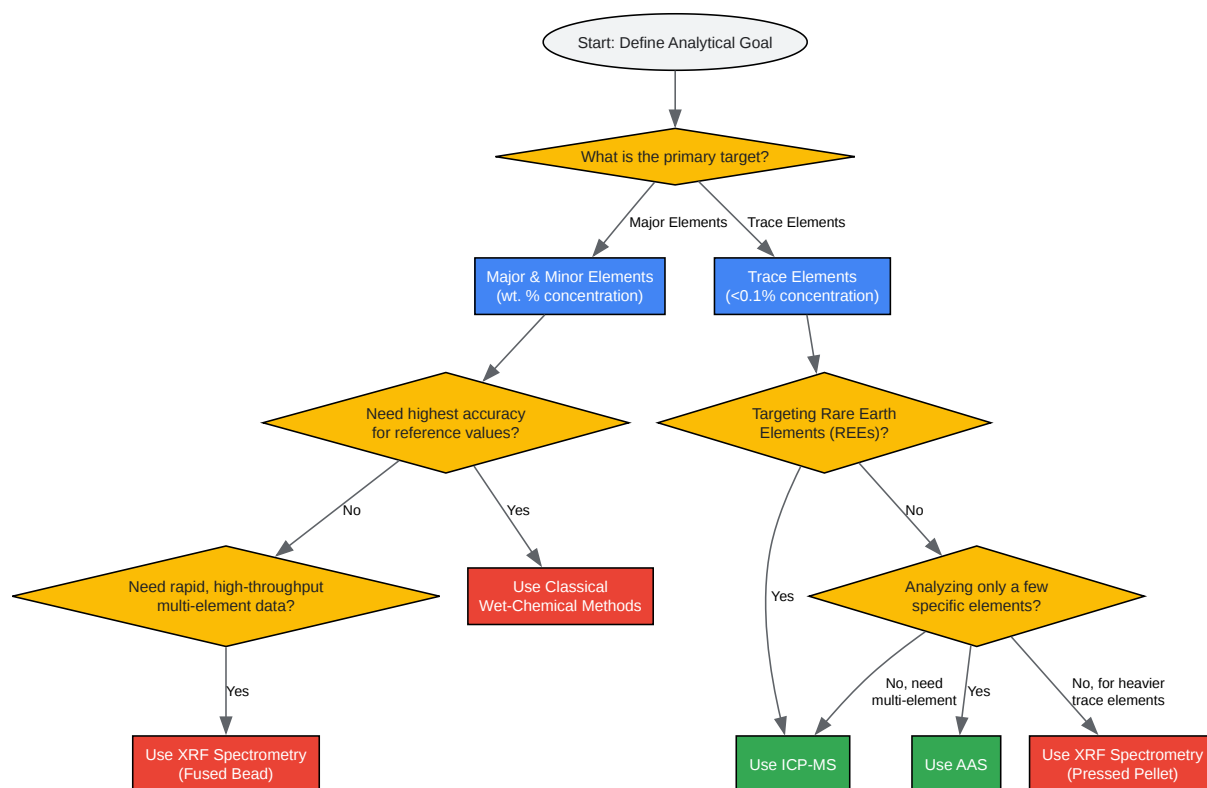 Start: Define Analytical Goal
What is the primary target?
Major Elements
Trace Elements
Major & Minor Elements
(wt. % concentration)
Trace Elements
(<0.1% concentration)
Need highest accuracy
for reference values?
Targeting Rare Earth
Elements (REEs)?
No
Yes
No
Need rapid, high-throughput
multi-element data?
Use Classical
Wet-Chemical Methods
Yes
Analyzing only a few
specific elements?
Yes
No, need
multi-element
Yes
No, for heavier
trace elements
Use XRF Spectrometry
(Fused Bead)
Use ICP-MS
Use AAS
Use XRF Spectrometry
(Pressed Pellet)